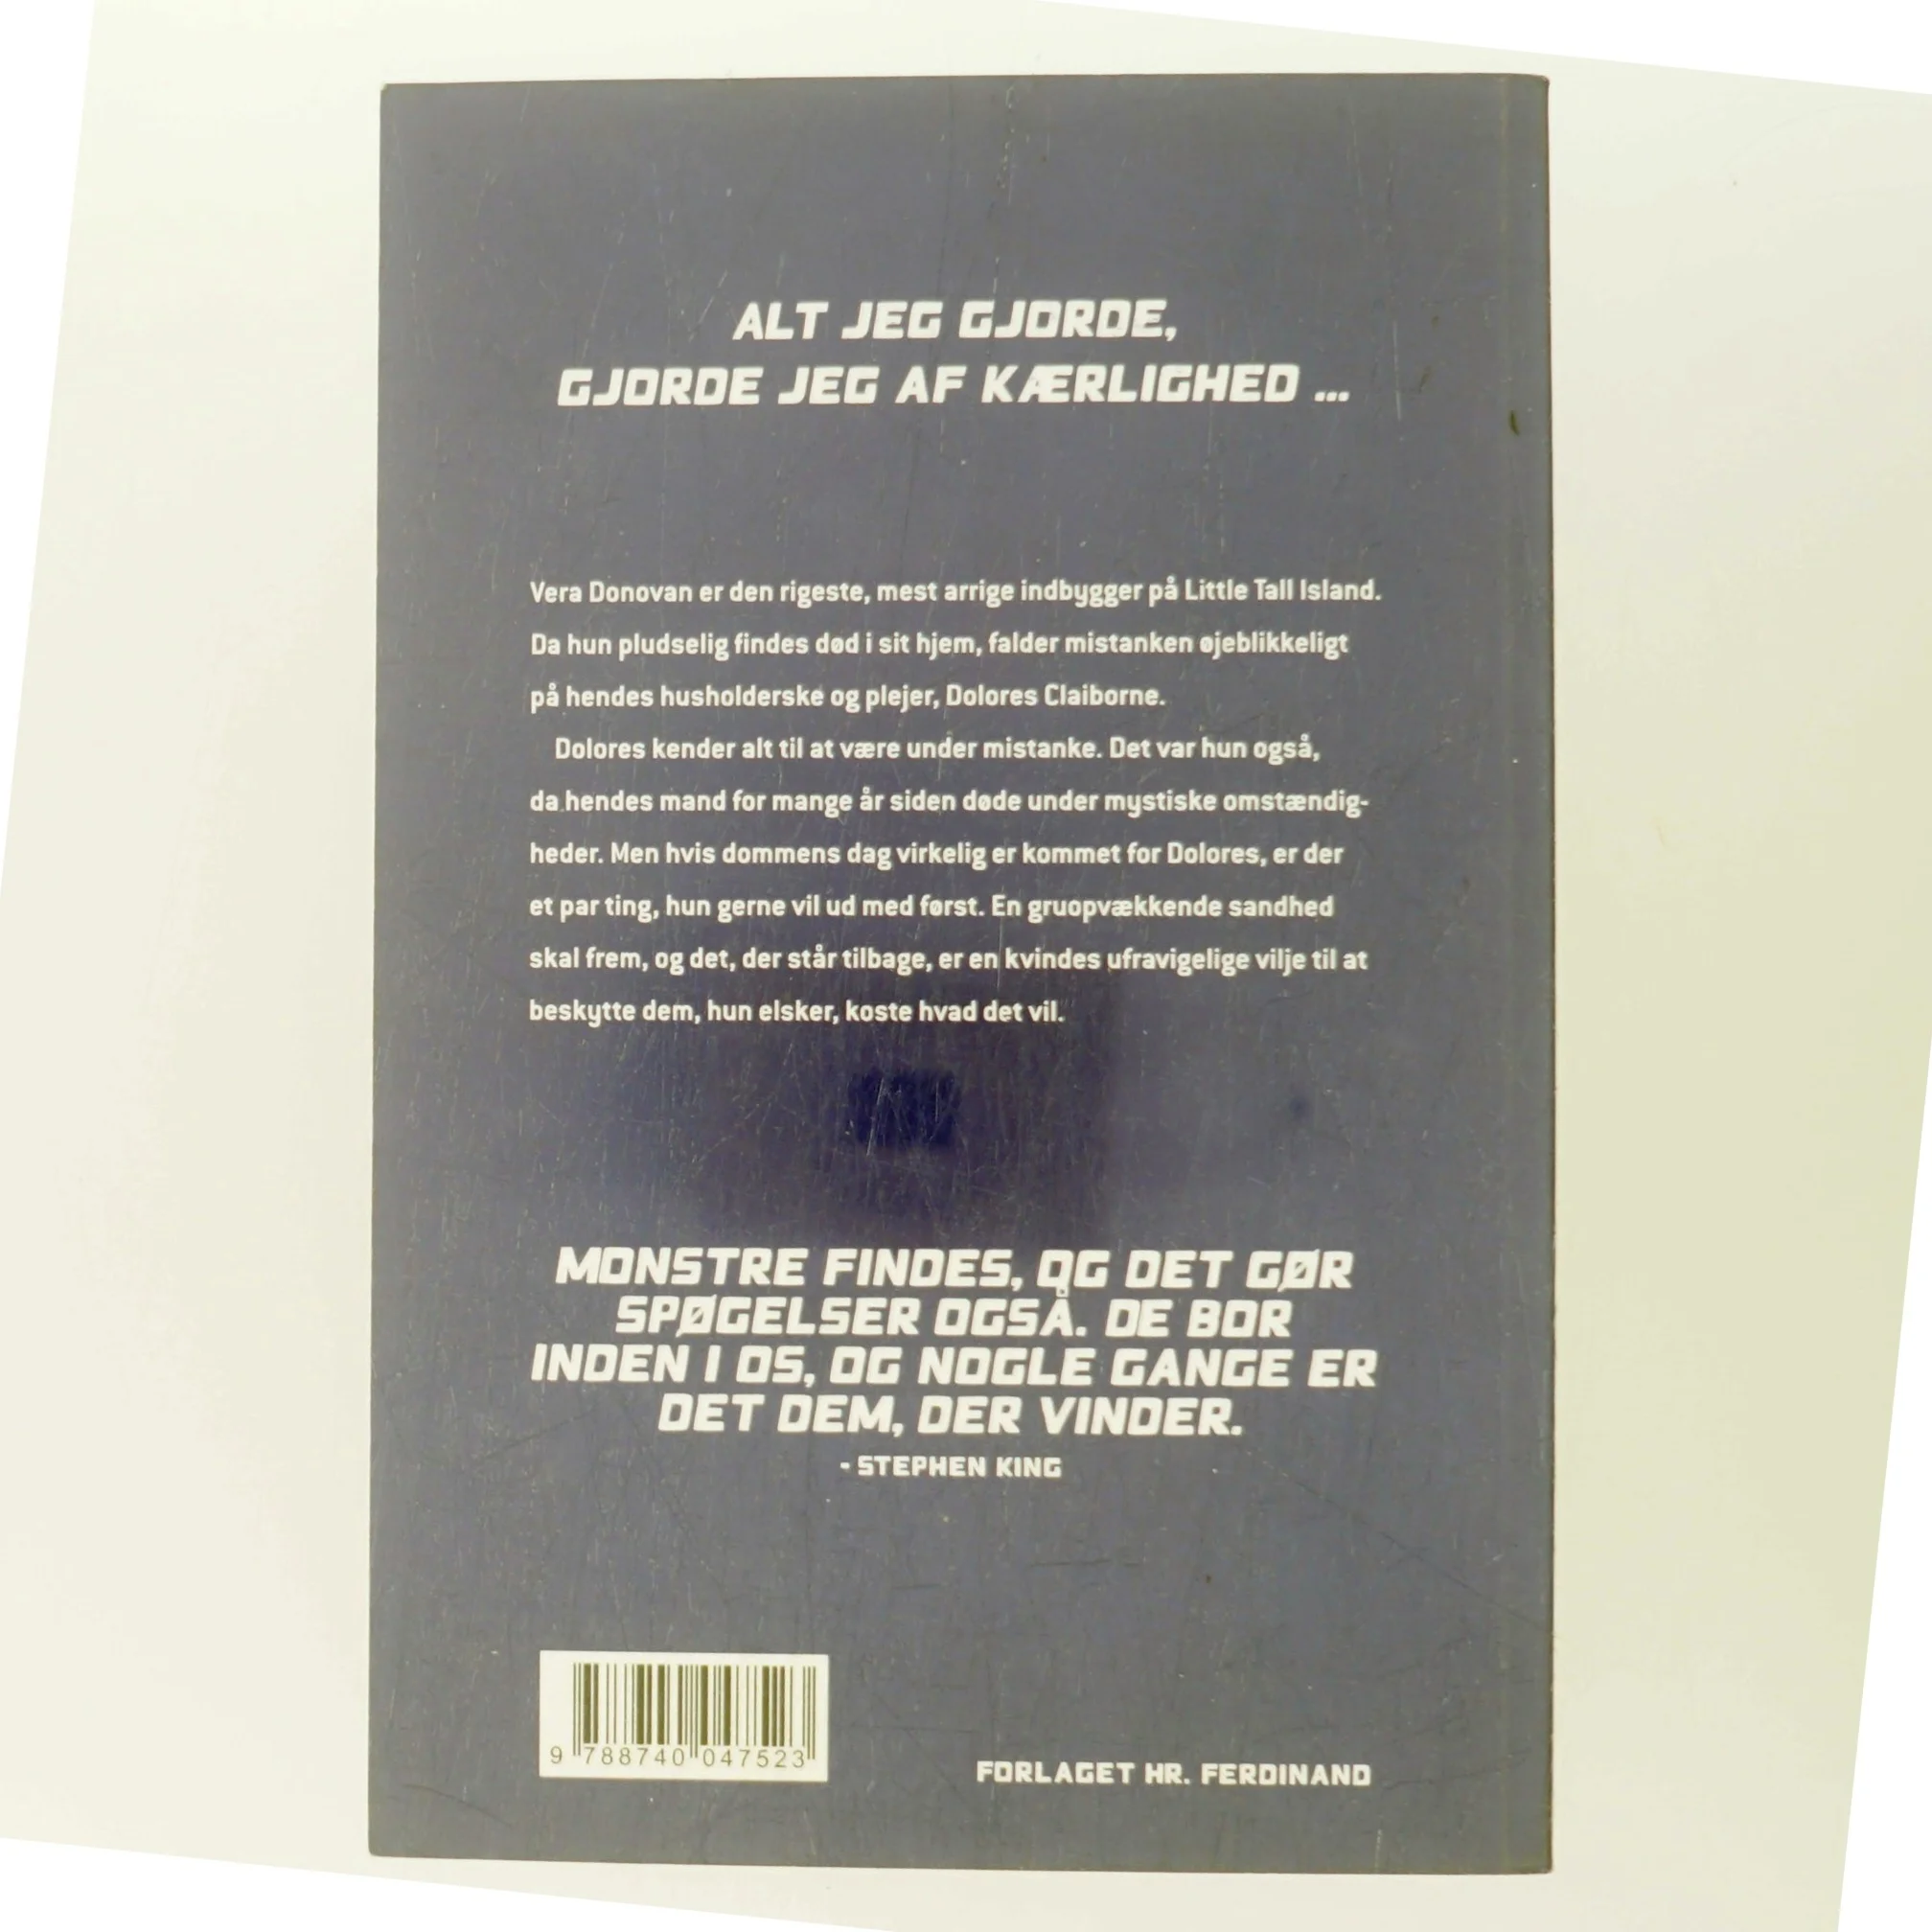 ALT JEG GJORDE,
GJORDE JEG AF KÆRLIGHED ...
Vera Donovan er den rigeste, mest arrige indbygger på Little Tall Island.
Da hun pludselig findes død i sit hjem, falder mistanken øjeblikkeligt
på hendes husholderske og plejer, Dolores Claiborne.
Dolores kender alt til at være under mistanke. Det var hun også,
da hendes mand for mange år siden døde under mystiske omstændig-
heder. Men hvis dommens dag virkelig er kommet for Dolores, er der
et par ting, hun gerne vil ud med først. En gruopvækkende sandhed
skal frem, og det, der står tilbage, er en kvindes ufravigelige vilje til at
beskytte dem, hun elsker, koste hvad det vil.
MONSTRE FINDES, OG DET GØR
SPØGELSER OGSÅ. DE BOR
INDEN I OS, OG NOGLE GANGE ER
DET DEM, DER VINDER.
- STEPHEN KING
9 788740 047523
FORLAGET HR. FERDINAND